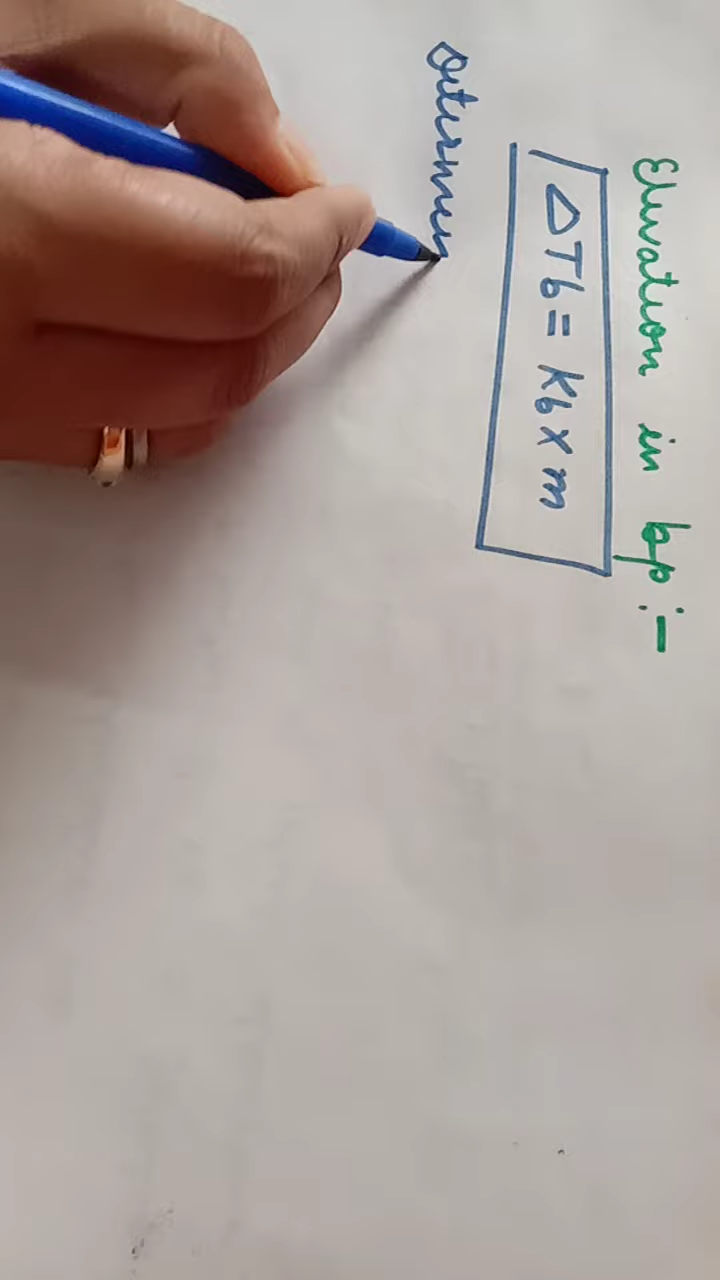 Elevation in bp :-
ΔTb = Kb x m